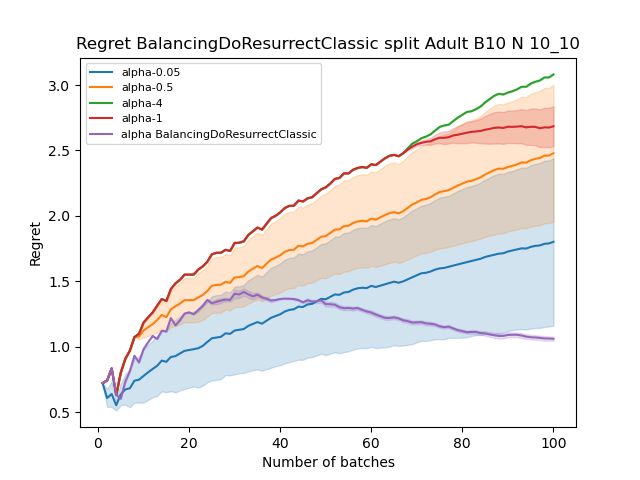 Regret BalancingDoResurrectClassic split Adult B10 N 10_10
alpha-0.05
alpha-0.5
alpha-4
alpha-1
alpha BalancingDoResurrectClassic
Regret
3.0
2.5
2.0
1.5
1.0
0.5
0 20 40 60 80 100
Number of batches